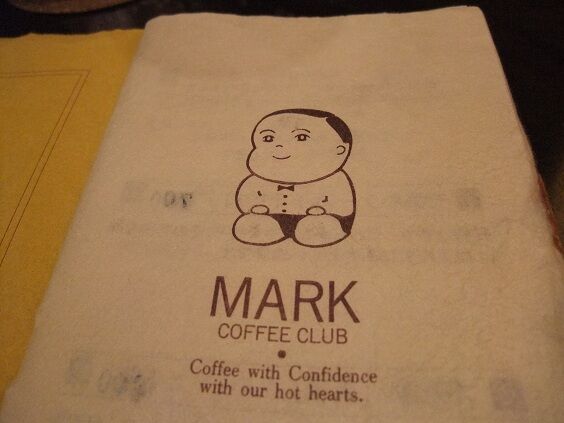 MARK
COFFEE CLUB
•
Coffee with Confidence
with our hot hearts.